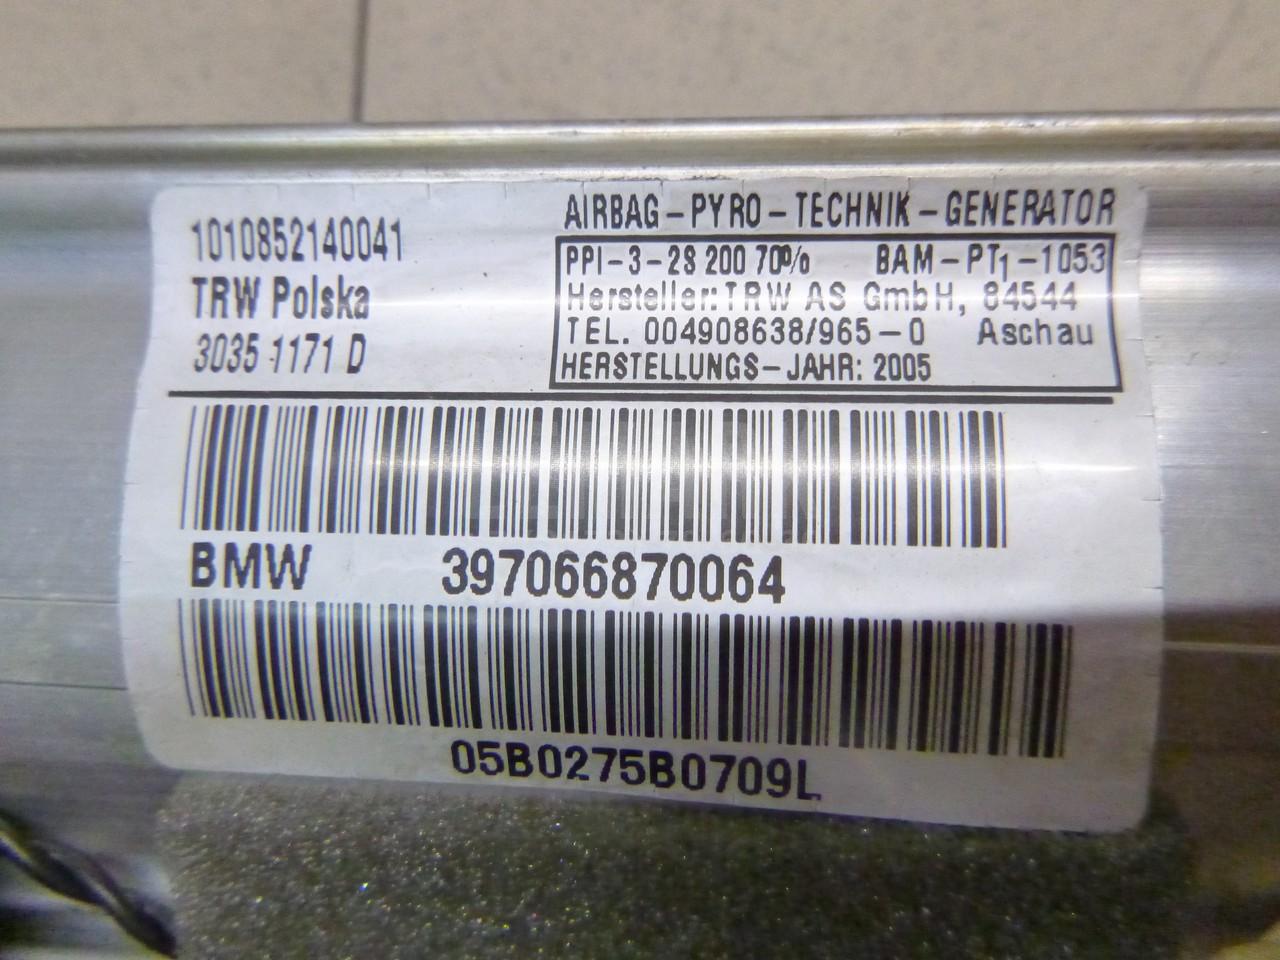 1010852140041
TRW Polska
3035 1171 D
AIRBAG-PYRO-TECHNIK-GENERATOR
PPI-3-2S 200 70% BAM-PT1-1053
Hersteller: TRW AS GmbH, 84544
TEL. 004908638/965-0 Aschau
HERSTELLUNGS-JAHR: 2005
BMW 397066870064
05B0275B0709L